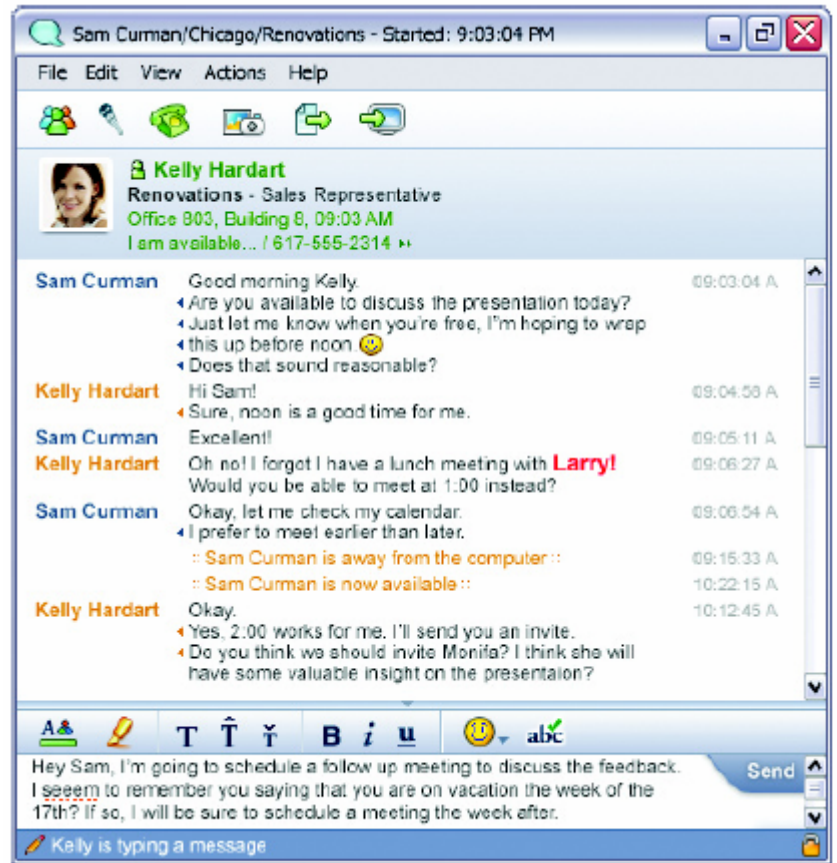 Sam Curman/Chicago/Renovations - Started: 9:03:04 PM
File Edit View Actions Help
Kelly Hardart
Renovations - Sales Representative
Office 803, Building 8, 09:03 AM
I am available... / 617-555-2314
Sam Curman Good morning Kelly. 09:03:04 A
Are you available to discuss the presentation today?
Just let me know when you're free, I"m hoping to wrap
this up before noon.
Does that sound reasonable?
Kelly Hardart Hi Sam! 09:04:56 A
Sure, noon is a good time for me.
Sam Curman Excellent! 09:05:11 A
Kelly Hardart Oh no! I forgot I have a lunch meeting with Larry! 09:06:27 A
Would you be able to meet at 1:00 instead?
Sam Curman Okay, let me check my calendar. 09:06:54 A
I prefer to meet earlier than later.
:: Sam Curman is away from the computer :: 09:15:33 A
:: Sam Curman is now available :: 10:22:15 A
Kelly Hardart Okay. 10:12:45 A
Yes, 2:00 works for me. I'll send you an invite.
Do you think we should invite Monifa? I think she will
have some valuable insight on the presentaion?
A T T T B i u abc
Hey Sam, I'm going to schedule a follow up meeting to discuss the feedback.
I seeem to remember you saying that you are on vacation the week of the
17th? If so, I will be sure to schedule a meeting the week after.
Send
Kelly is typing a message